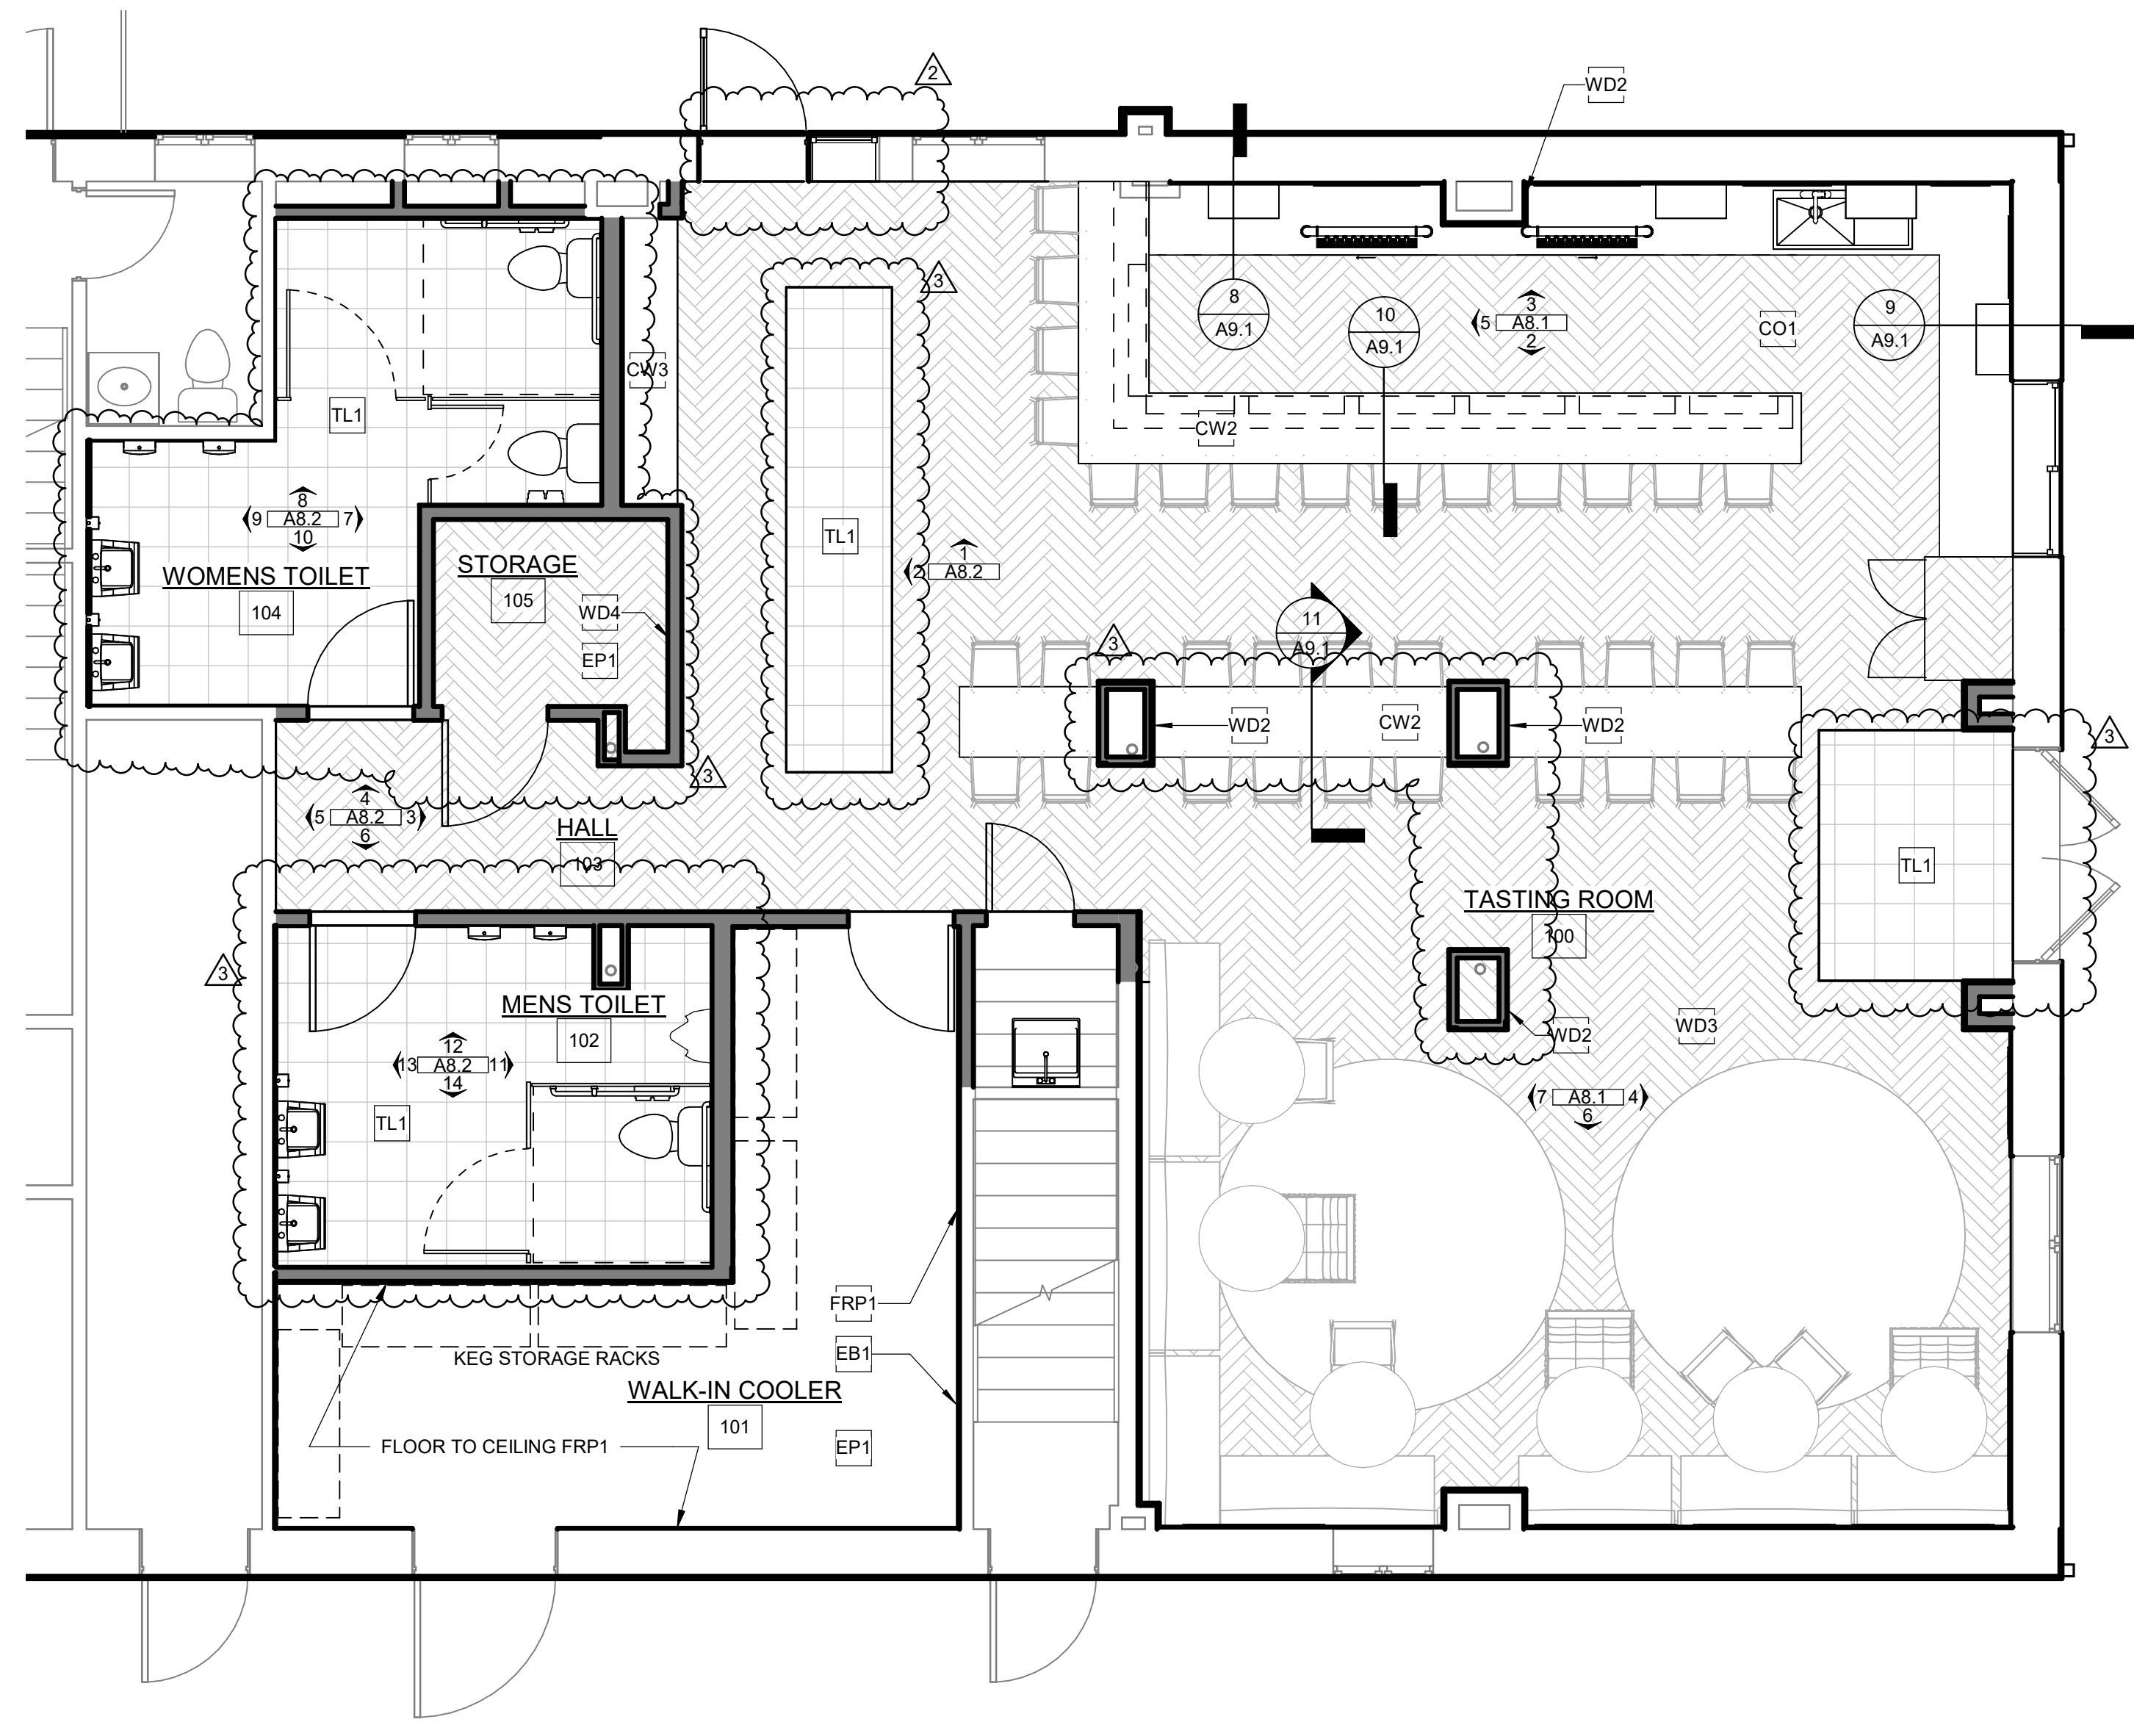 2
WD2
3
8
A9.1
10
A9.1
3
5 A8.1
2
CO1
9
A9.1
CW3
TL1
CW2
8
9 A8.2 7
10
WOMENS TOILET
104
STORAGE
105
WD4
EP1
TL1
1
2 A8.2
11
A9.1
3
WD2
CW2
WD2
3
3
4
5 A8.2 3
6
HALL
103
TL1
TASTING ROOM
100
3
MENS TOILET
102
12
13 A8.2 11
14
TL1
WD2
WD3
7 A8.1 4
6
FRP1
EB1
KEG STORAGE RACKS
WALK-IN COOLER
101
FLOOR TO CEILING FRP1
EP1